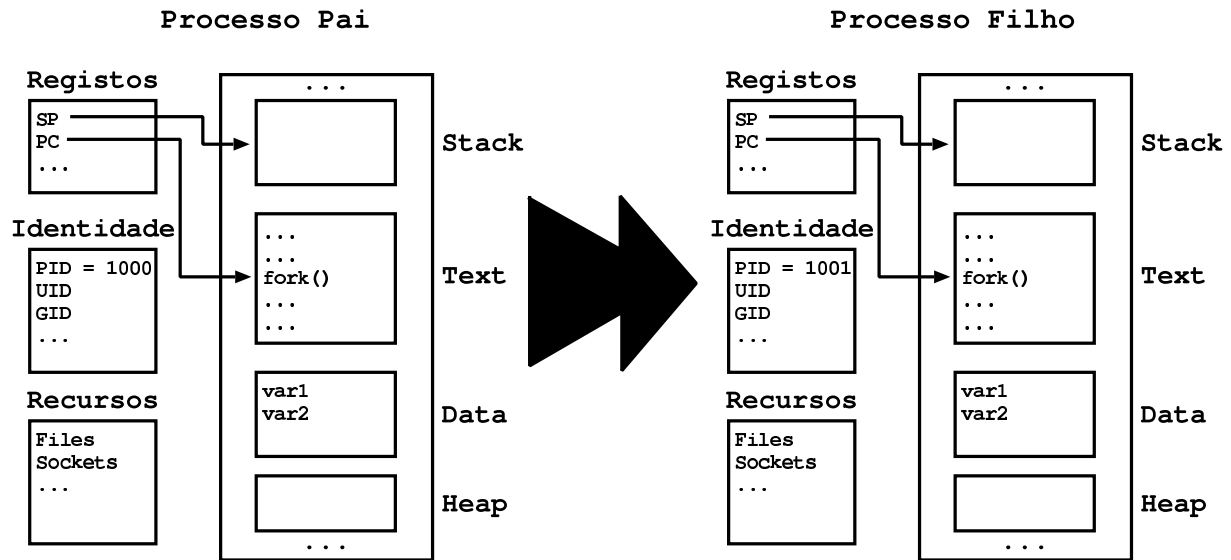 Processo Pai
Registos
SP
PC
...
Identidade
PID = 1000
UID
GID
...
Recursos
Files
Sockets
...
...
Stack
...
...
fork()
...
...
Text
var1
var2
Data
Heap
...
Processo Filho
Registos
SP
PC
...
Identidade
PID = 1001
UID
GID
...
Recursos
Files
Sockets
...
...
Stack
...
...
fork()
...
...
Text
var1
var2
Data
Heap
...